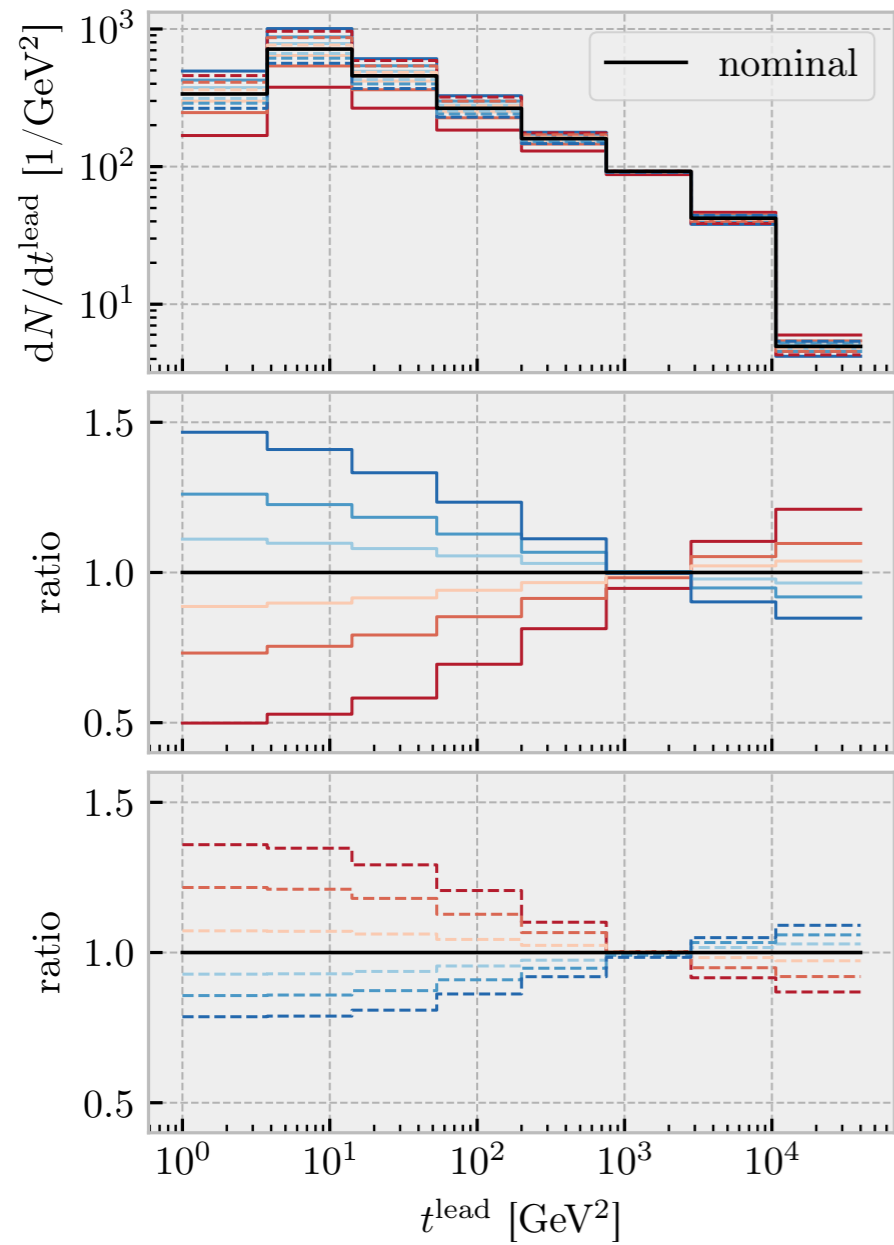 dN/dt^lead [1/GeV²]
10³
10²
10¹
nominal
ratio
1.5
1.0
0.5
ratio
1.5
1.0
0.5
10⁰ 10¹ 10² 10³ 10⁴
t^lead [GeV²]